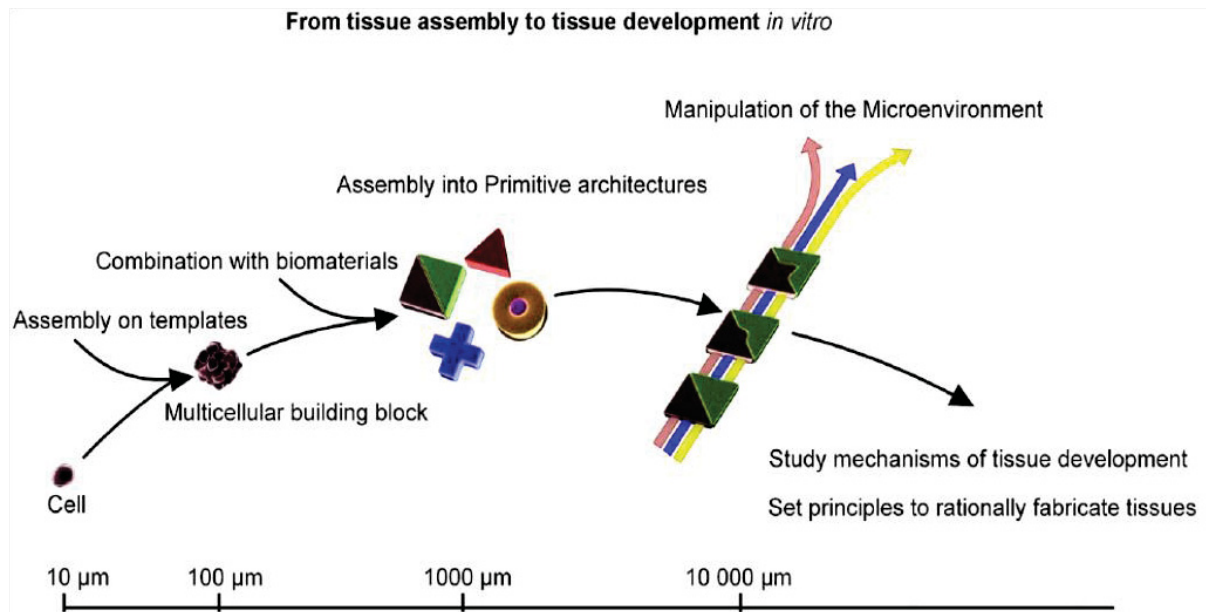 From tissue assembly to tissue development in vitro
Manipulation of the Microenvironment
Assembly into Primitive architectures
Combination with biomaterials
Assembly on templates
Multicellular building block
Cell
Study mechanisms of tissue development
Set principles to rationally fabricate tissues
10 µm
100 µm
1000 µm
10 000 µm